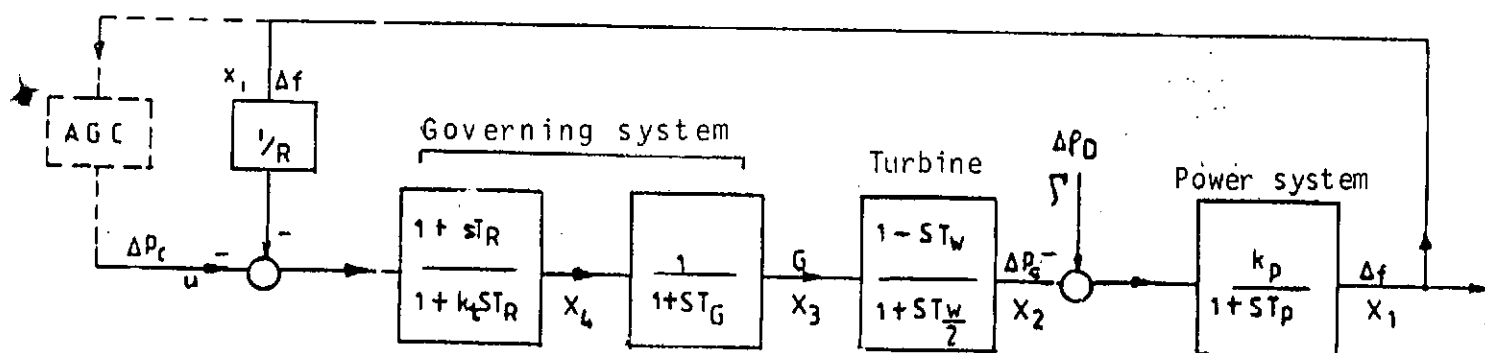 x₁ Δf
AGC
1/R
Governing system
Turbine
ΔPD
Power system
1 + sTR
1 + ktSTR
1
1+STG
1-STw
1+STw/2
kp
1+STp
ΔPc
u
-
-
X4
G
X3
ΔPg
-
X2
Δf
X1